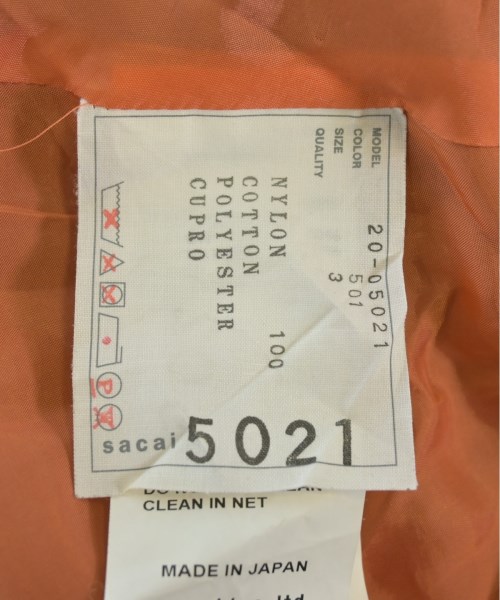 MODEL 20-05021
COLOR 501
SIZE 3
QUALITY
NYLON 100
COTTON
POLYESTER
CUPRO
P
W
sacai 5021
CLEAN IN NET
MADE IN JAPAN